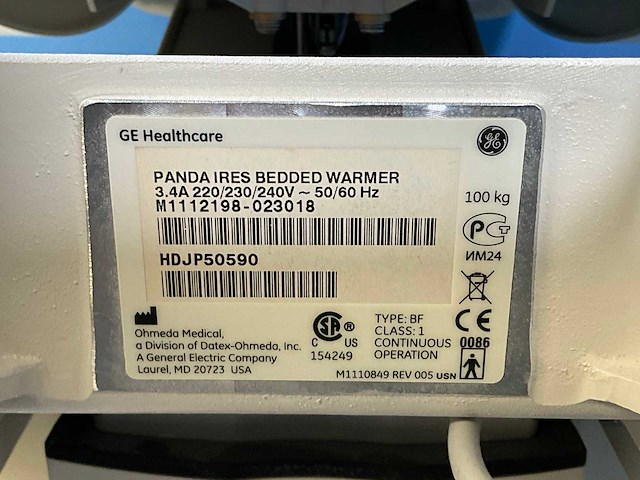 GE Healthcare
GE
PANDA IRES BEDDED WARMER
3.4A 220/230/240V ~ 50/60 Hz
M1112198-023018
100 kg
HDJP50590
ИМ24
Ohmeda Medical,
a Division of Datex-Ohmeda, Inc.
A General Electric Company
Laurel, MD 20723 USA
SA ®
C US
154249
TYPE: BF
CLASS: 1
CONTINUOUS
OPERATION
CE
0086
M1110849 REV 005 USN